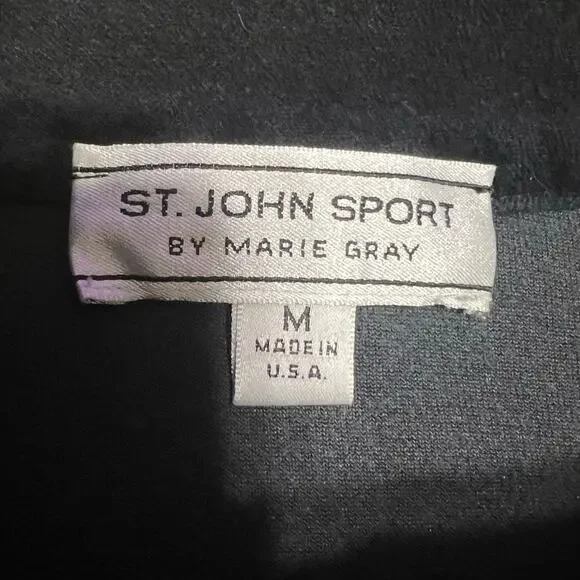 ST. JOHN SPORT
BY MARIE GRAY
M
MADE IN
U.S.A.